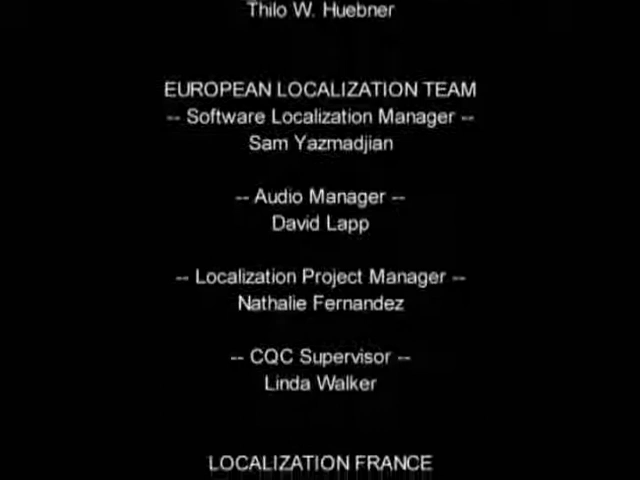 Thilo W. Huebner
EUROPEAN LOCALIZATION TEAM
-- Software Localization Manager --
Sam Yazmadjian
-- Audio Manager --
David Lapp
-- Localization Project Manager --
Nathalie Fernandez
-- CQC Supervisor --
Linda Walker
LOCALIZATION FRANCE